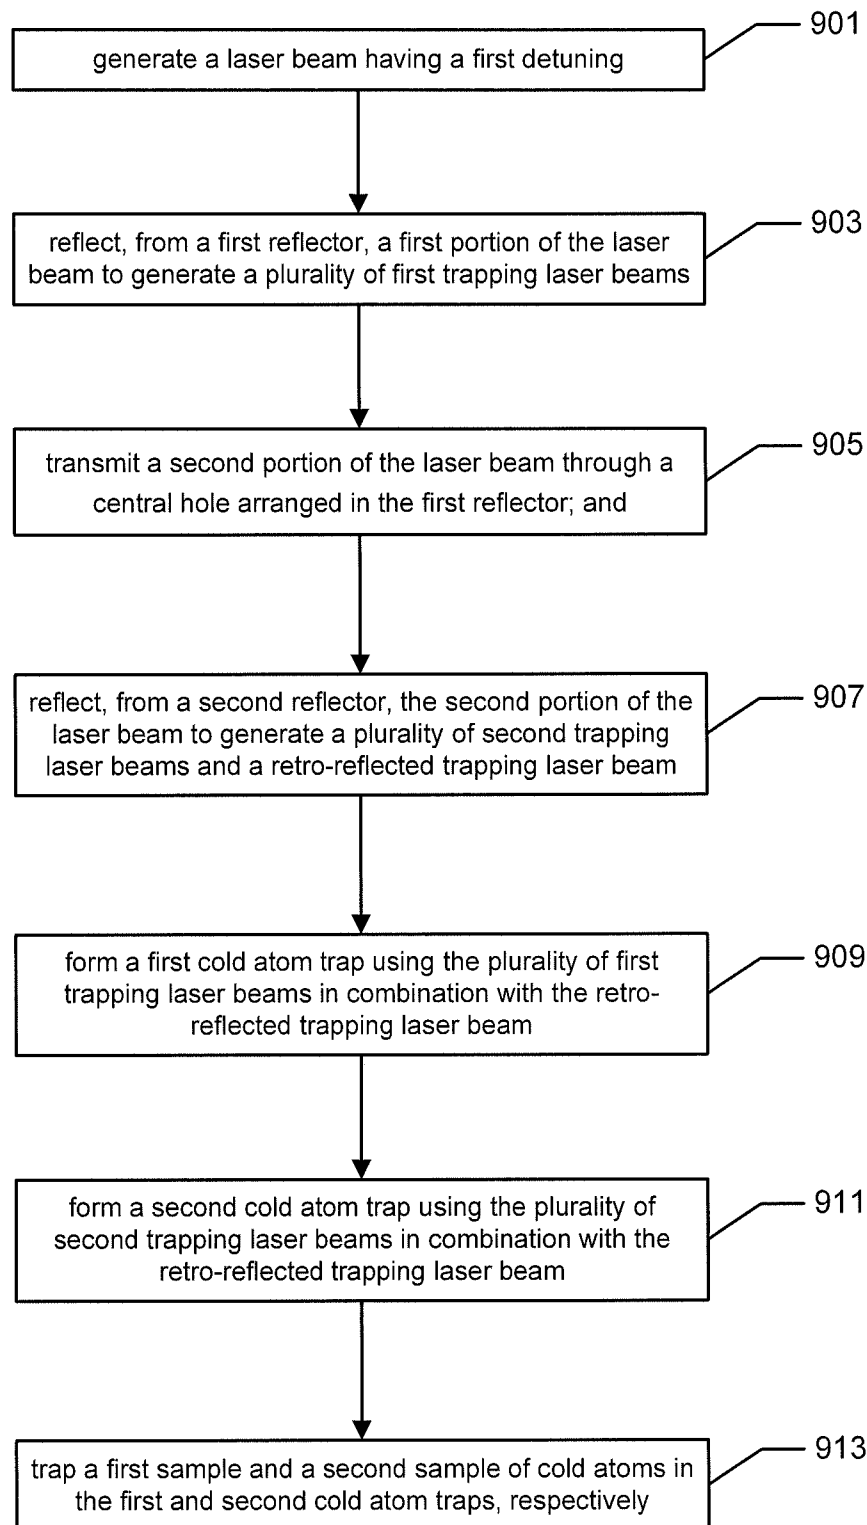 901
generate a laser beam having a first detuning
903
reflect, from a first reflector, a first portion of the laser
beam to generate a plurality of first trapping laser beams
905
transmit a second portion of the laser beam through a
central hole arranged in the first reflector; and
907
reflect, from a second reflector, the second portion of the
laser beam to generate a plurality of second trapping
laser beams and a retro-reflected trapping laser beam
909
form a first cold atom trap using the plurality of first
trapping laser beams in combination with the retro-
reflected trapping laser beam
911
form a second cold atom trap using the plurality of
second trapping laser beams in combination with the
retro-reflected trapping laser beam
913
trap a first sample and a second sample of cold atoms in
the first and second cold atom traps, respectively